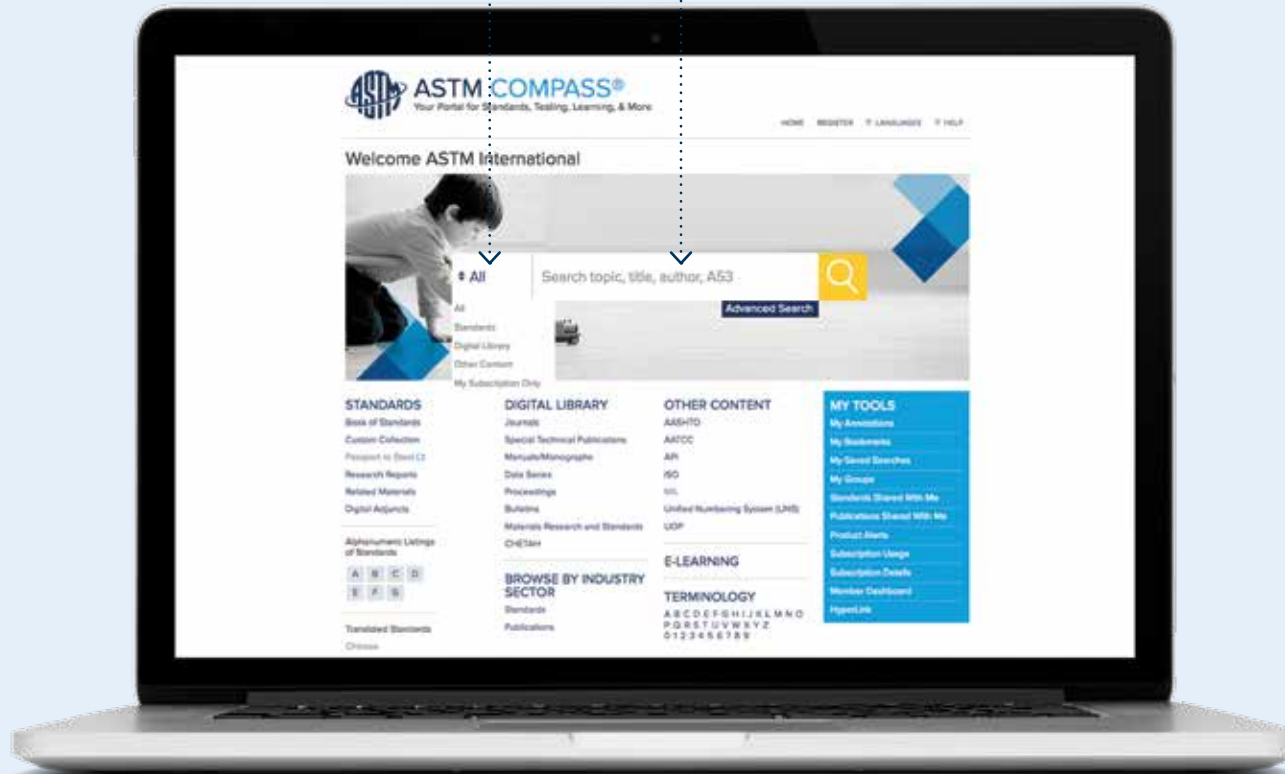 ASTM
ASTM COMPASS®
Your Portal for Standards, Testing, Learning, & More
HOME REGISTER LANGUAGES HELP
Welcome ASTM International
All
Search topic, title, author, A53
Advanced Search
All
Standards
Digital Library
Other Content
My Subscription Only
STANDARDS
Book of Standards
Custom Collection
Passport to Steel
Research Reports
Related Materials
Digital Adjuncts
Alphanumeric Listings
of Standards
A B C D
E F G
Translated Standards
Chinese
DIGITAL LIBRARY
Journals
Special Technical Publications
Manuals/Monographs
Data Series
Proceedings
Bulletins
Materials Research and Standards
CHETAH
BROWSE BY INDUSTRY
SECTOR
Standards
Publications
OTHER CONTENT
AASHTO
AATCC
API
ISO
MIL
Unified Numbering System (UNS)
UOP
E-LEARNING
TERMINOLOGY
A B C D E F G H I J K L M N O
P Q R S T U V W X Y Z
0 1 2 3 4 5 6 7 8 9
MY TOOLS
My Annotations
My Bookmarks
My Saved Searches
My Groups
Standards Shared With Me
Publications Shared With Me
Product Alerts
Subscription Usage
Subscription Details
Member Dashboard
HyperLink